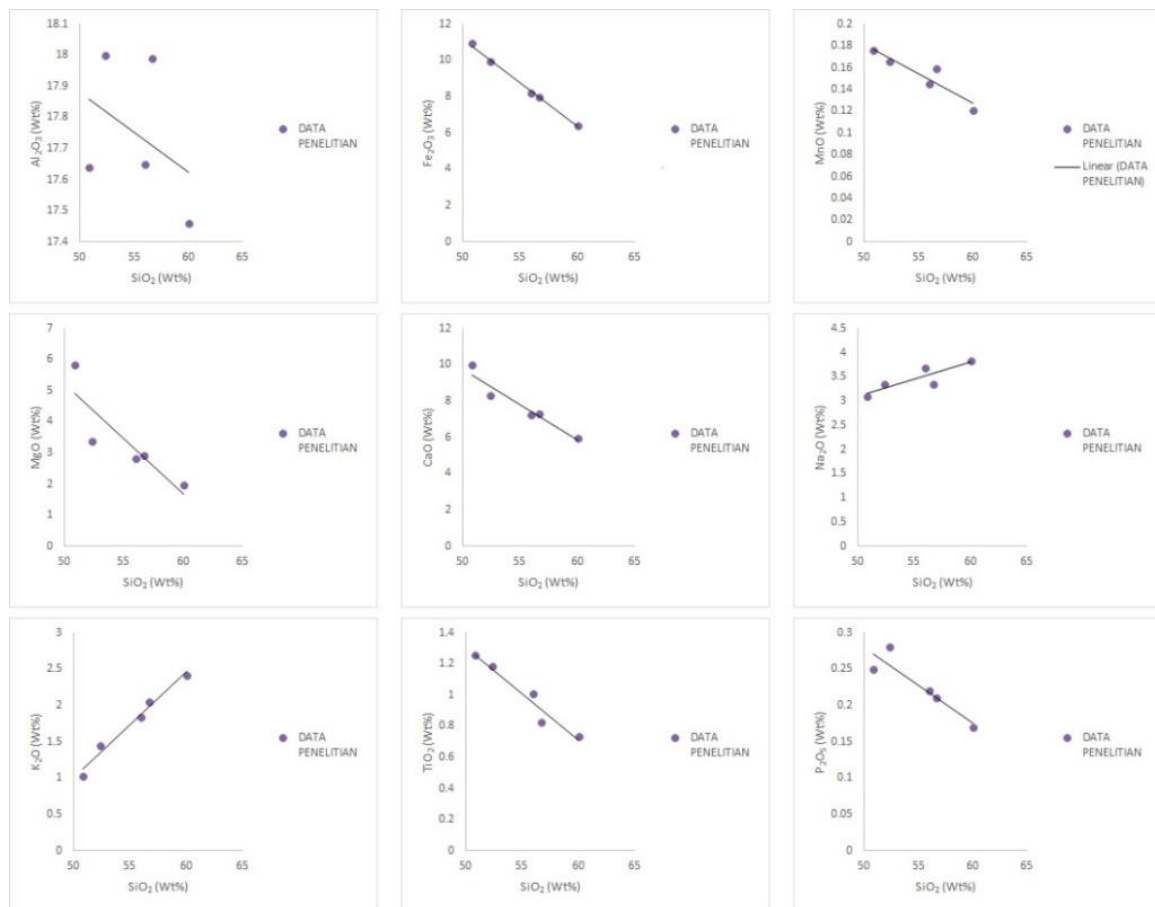 18.1
18
17.9
17.8
17.7
17.6
17.5
17.4
Al₂O₃ (Wt%)
50 55 60 65
SiO₂ (Wt%)
DATA
PENELITIAN
12
10
8
6
4
2
0
Fe₂O₃ (Wt%)
50 55 60 65
SiO₂ (Wt%)
DATA
PENELITIAN
0.2
0.18
0.16
0.14
0.12
0.1
0.08
0.06
0.04
0.02
0
MnO (Wt%)
50 55 60 65
SiO₂ (Wt%)
DATA
PENELITIAN
Linear (DATA
PENELITIAN)
7
6
5
4
3
2
1
0
MgO (Wt%)
50 55 60 65
SiO₂ (Wt%)
DATA
PENELITIAN
12
10
8
6
4
2
0
CaO (Wt%)
50 55 60 65
SiO₂ (Wt%)
DATA
PENELITIAN
4.5
4
3.5
3
2.5
2
1.5
1
0.5
0
Na₂O (Wt%)
50 55 60 65
SiO₂ (Wt%)
DATA
PENELITIAN
3
2.5
2
1.5
1
0.5
0
K₂O (Wt%)
50 55 60 65
SiO₂ (Wt%)
DATA
PENELITIAN
1.4
1.2
1
0.8
0.6
0.4
0.2
0
TiO₂ (Wt%)
50 55 60 65
SiO₂ (Wt%)
DATA
PENELITIAN
0.3
0.25
0.2
0.15
0.1
0.05
0
P₂O₅ (Wt%)
50 55 60 65
SiO₂ (Wt%)
DATA
PENELITIAN